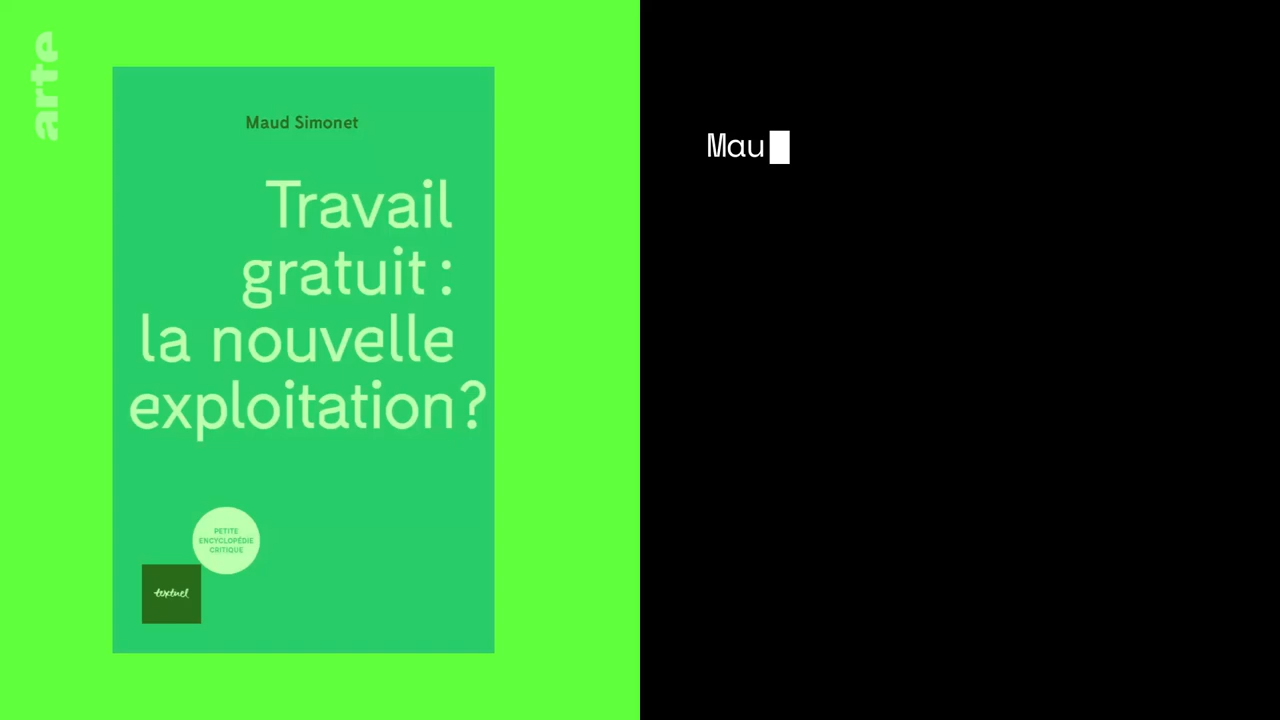 arte
Maud Simonet
Travail
gratuit :
la nouvelle
exploitation?
PETITE
ENCYCLOPÉDIE
CRITIQUE
textuel
Mau